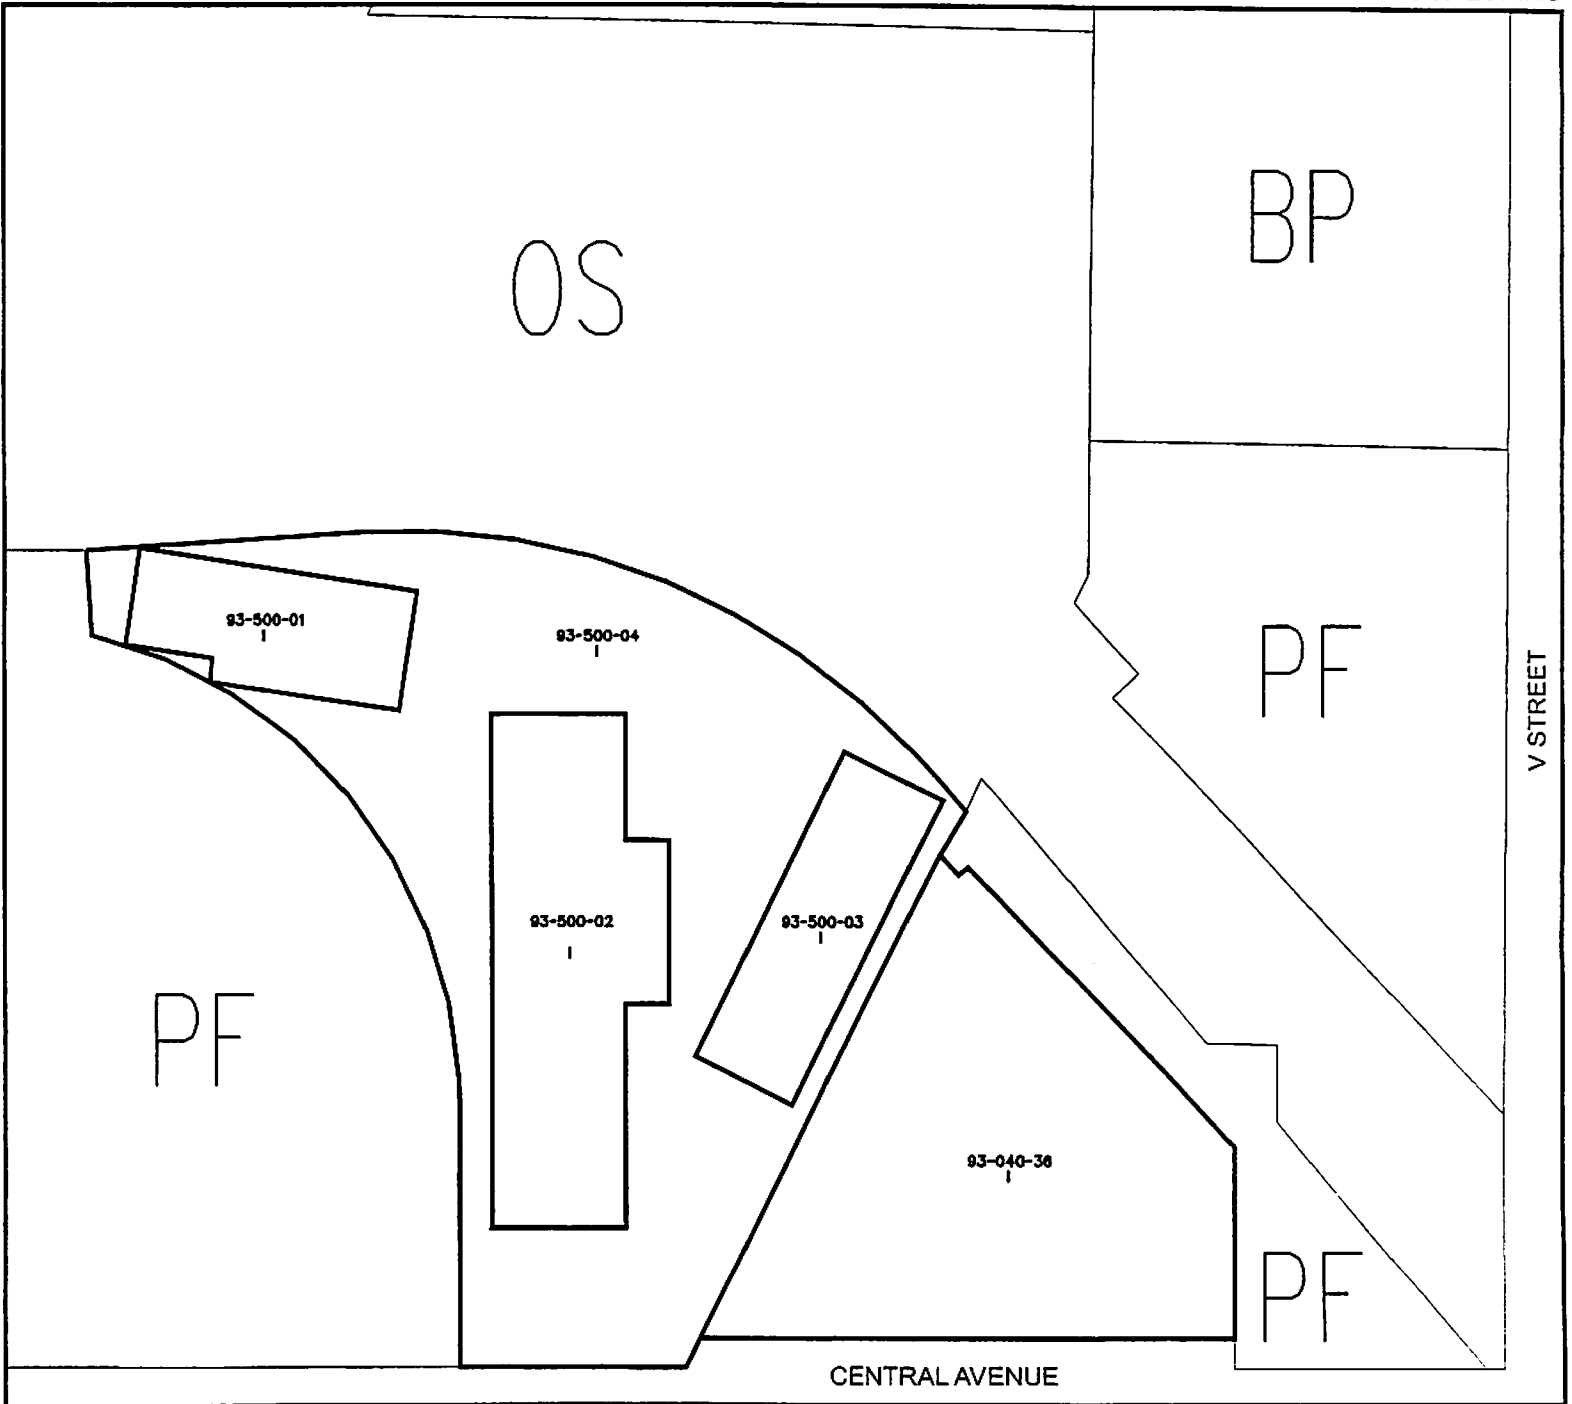 BP
OS
93-500-01
I
93-500-04
I
PF
V STREET
93-500-02
I
93-500-03
I
PF
93-040-36
I
PF
CENTRAL AVENUE